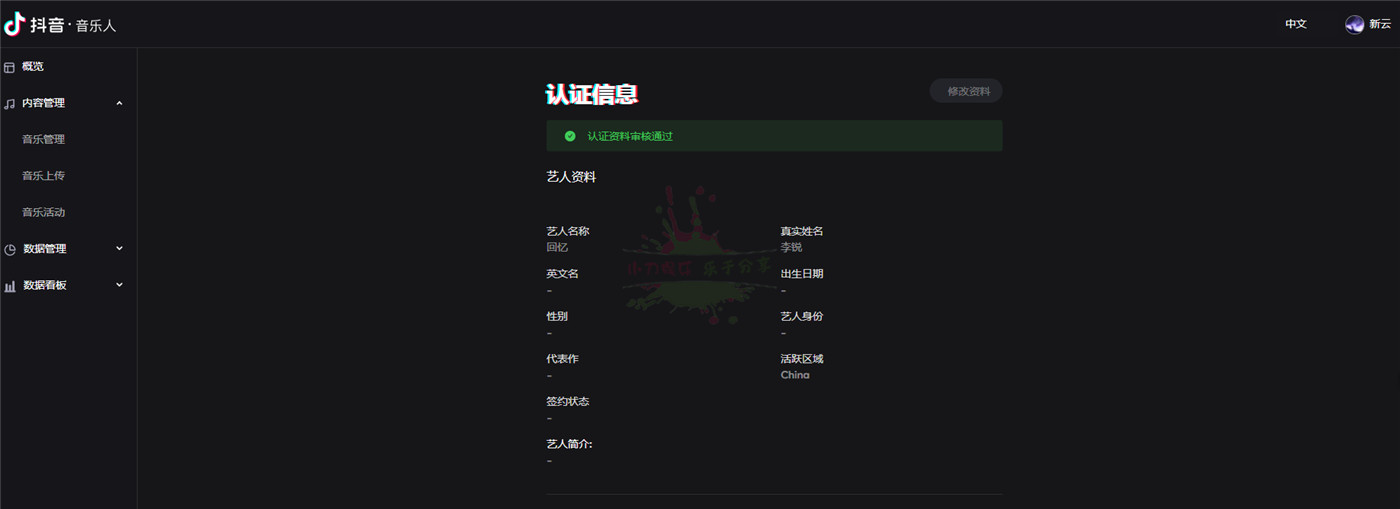 抖音·音乐人
中文
新云
概览
内容管理
音乐管理
音乐上传
音乐活动
数据管理
数据看板
认证信息
修改资料
认证资料审核通过
艺人资料
艺人名称
真实姓名
回忆
李锐
英文名
出生日期
-
-
性别
艺人身份
-
-
代表作
活跃区域
-
China
签约状态
-
艺人简介:
-
乐于分享